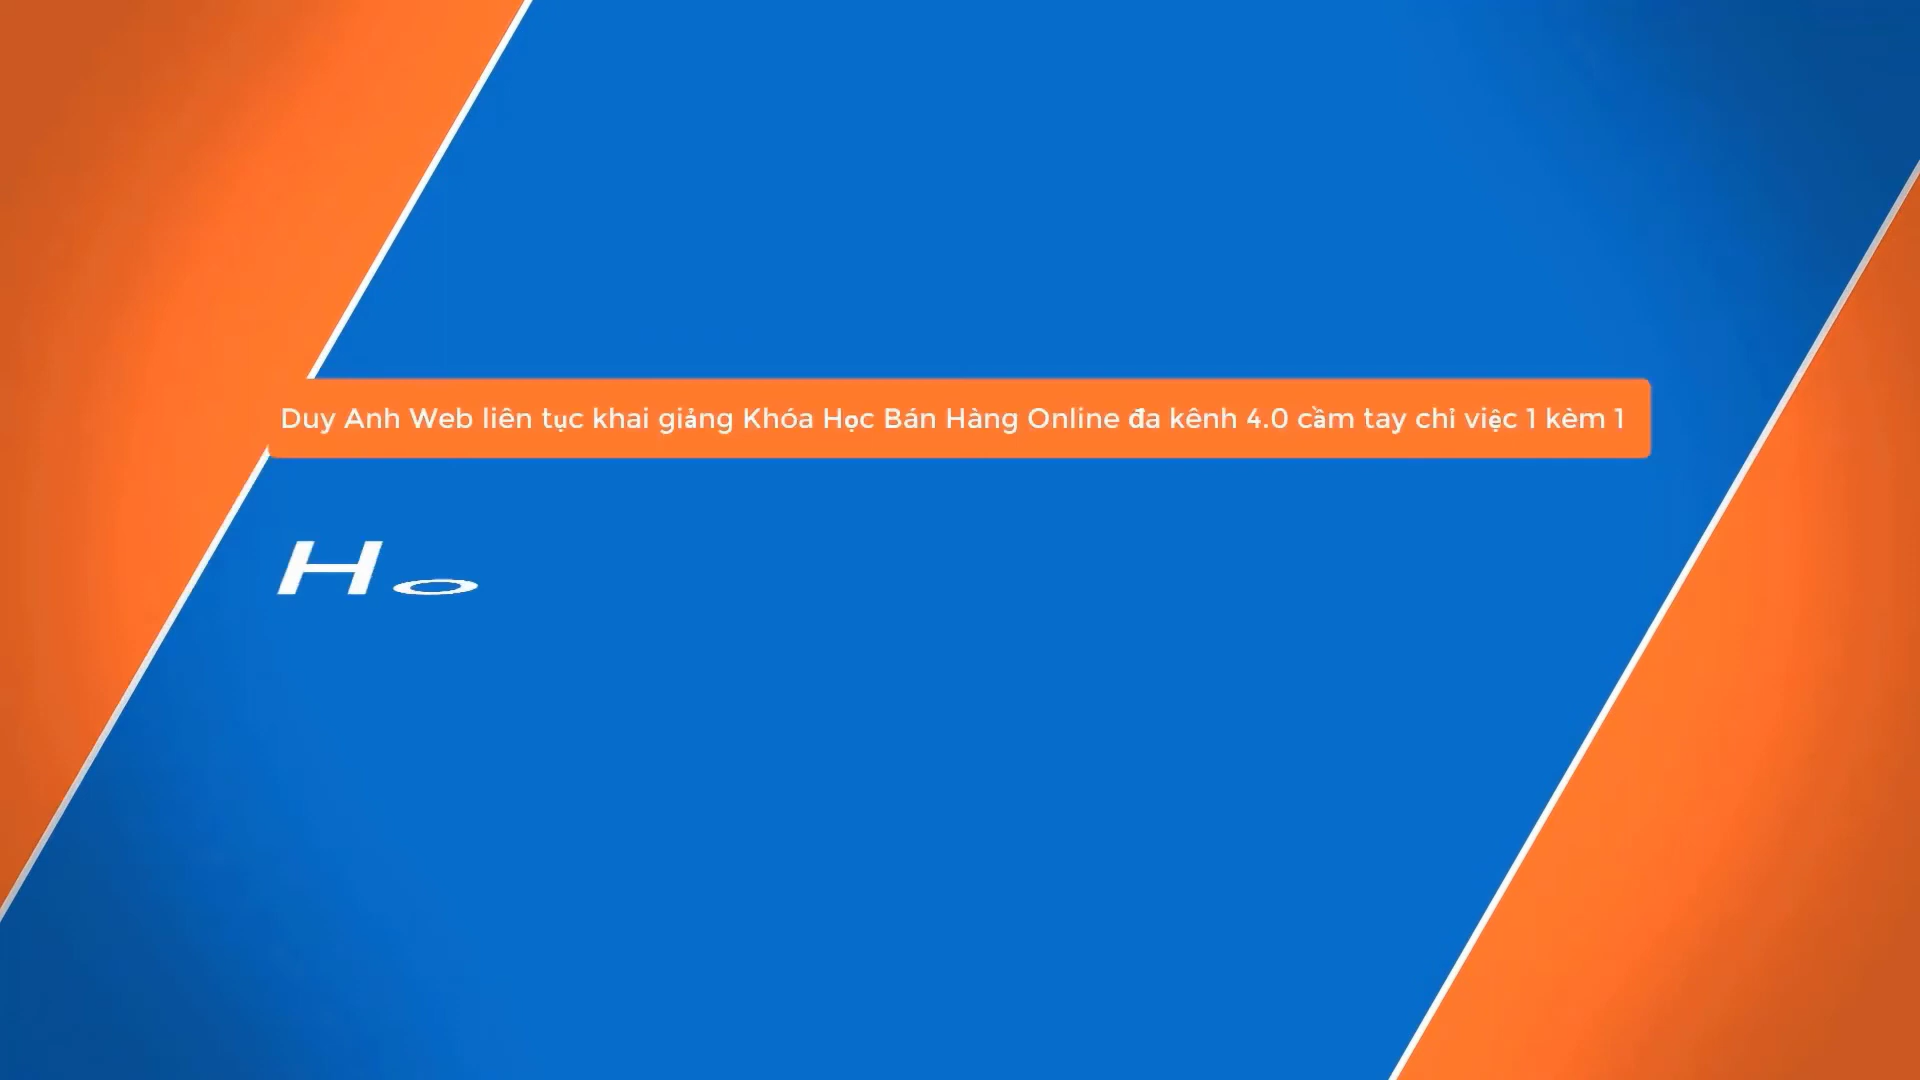 Duy Anh Web liên tục khai giảng Khóa Học Bán Hàng Online đa kênh 4.0 cầm tay chỉ việc 1 kèm 1
Ho